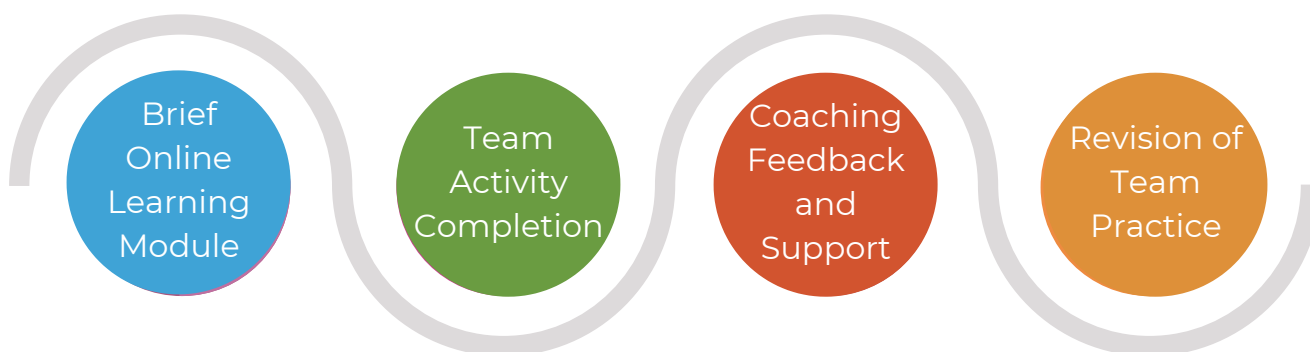 Brief
Online
Learning
Module
Team
Activity
Completion
Coaching
Feedback
and
Support
Revision of
Team
Practice